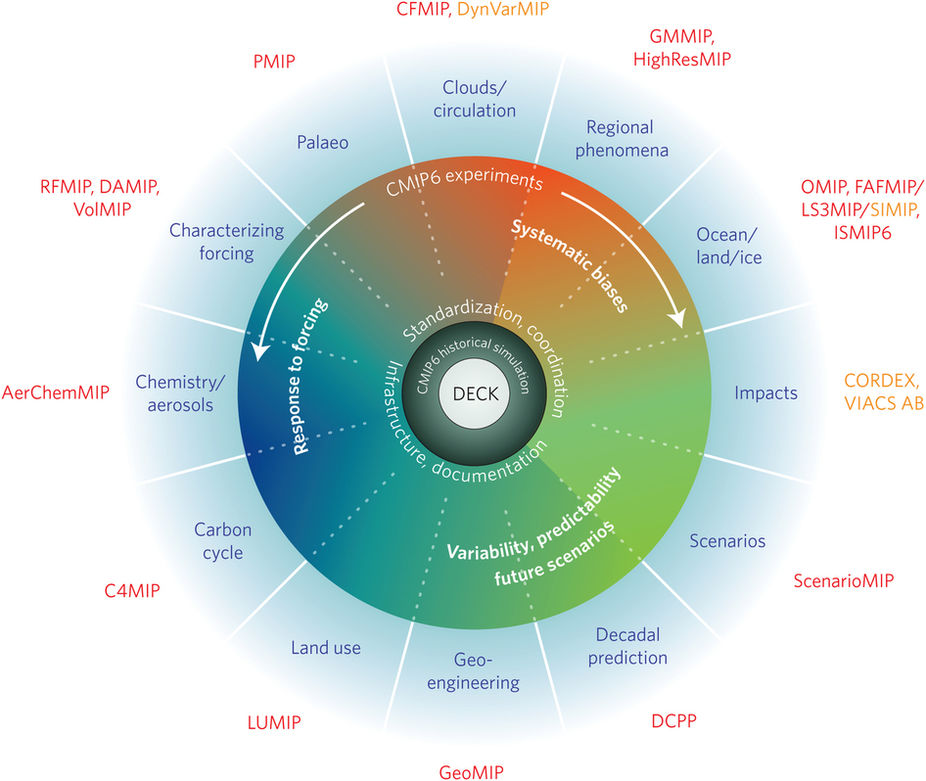 CFMIP, DynVarMIP
GMMIP,
HighResMIP
PMIP
Clouds/
circulation
Regional
phenomena
Palaeo
RFMIP, DAMIP,
VolMIP
CMIP6 experiments
OMIP, FAFMIP/
LS3MIP/SIMIP,
ISMIP6
Characterizing
forcing
Systematic biases
Ocean/
land/ice
Response to forcing
Standardization, coordination
CMIP6 historical simulation
DECK
Infrastructure, documentation
AerChemMIP
Chemistry/
aerosols
Impacts
CORDEX,
VIACS AB
Variability, predictability
future scenarios
Carbon
cycle
Scenarios
C4MIP
ScenarioMIP
Land use
Geo-
engineering
Decadal
prediction
LUMIP
DCPP
GeoMIP